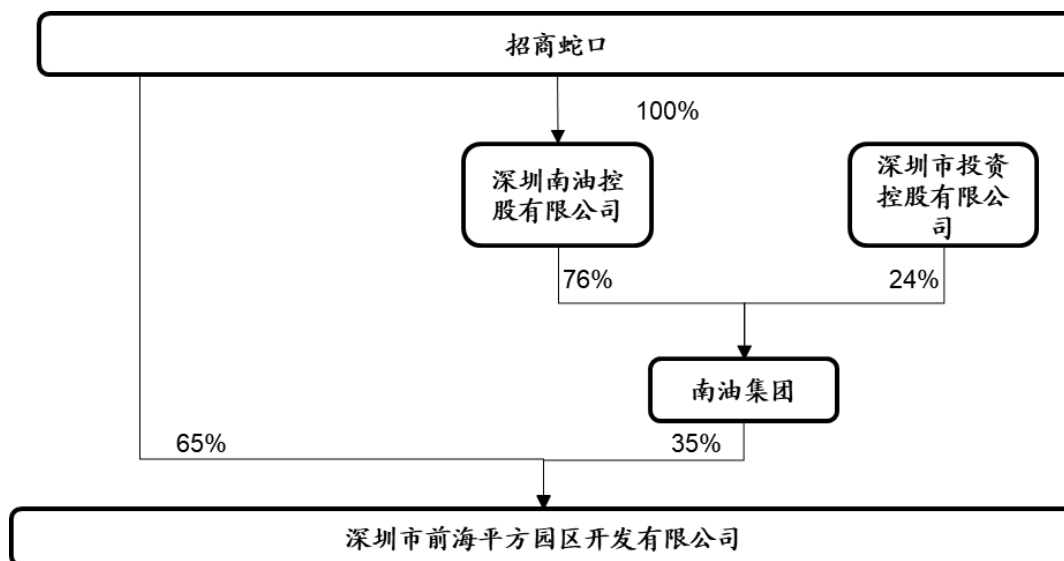 招商蛇口
100%
深圳南油控
股有限公司
深圳市投资
控股有限公
司
76%
24%
南油集团
65%
35%
深圳市前海平方园区开发有限公司